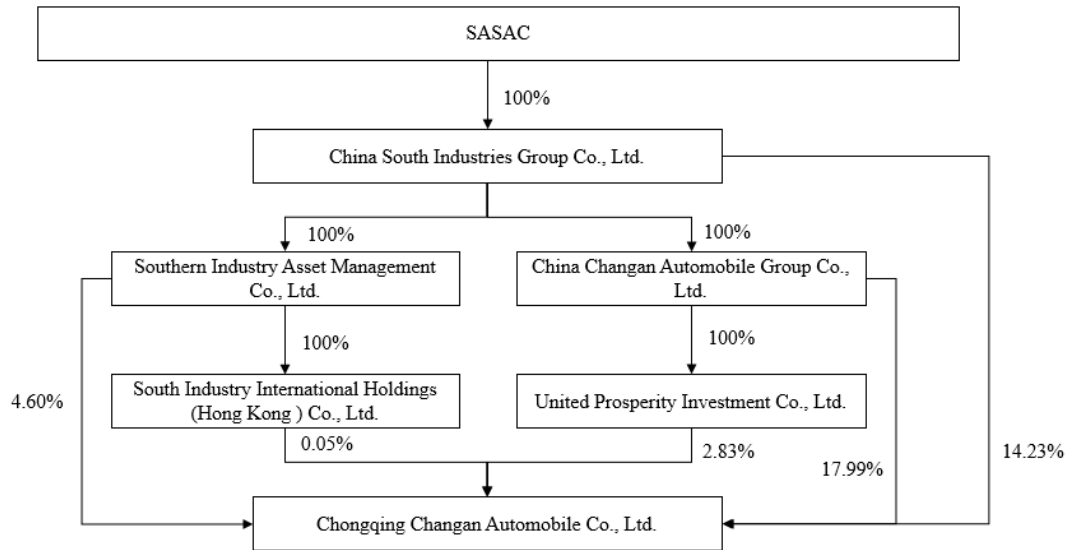 SASAC
100%
China South Industries Group Co., Ltd.
100%
100%
Southern Industry Asset Management
Co., Ltd.
China Changan Automobile Group Co.,
Ltd.
100%
100%
4.60%
South Industry International Holdings
(Hong Kong ) Co., Ltd.
United Prosperity Investment Co., Ltd.
0.05%
2.83%
17.99%
14.23%
Chongqing Changan Automobile Co., Ltd.